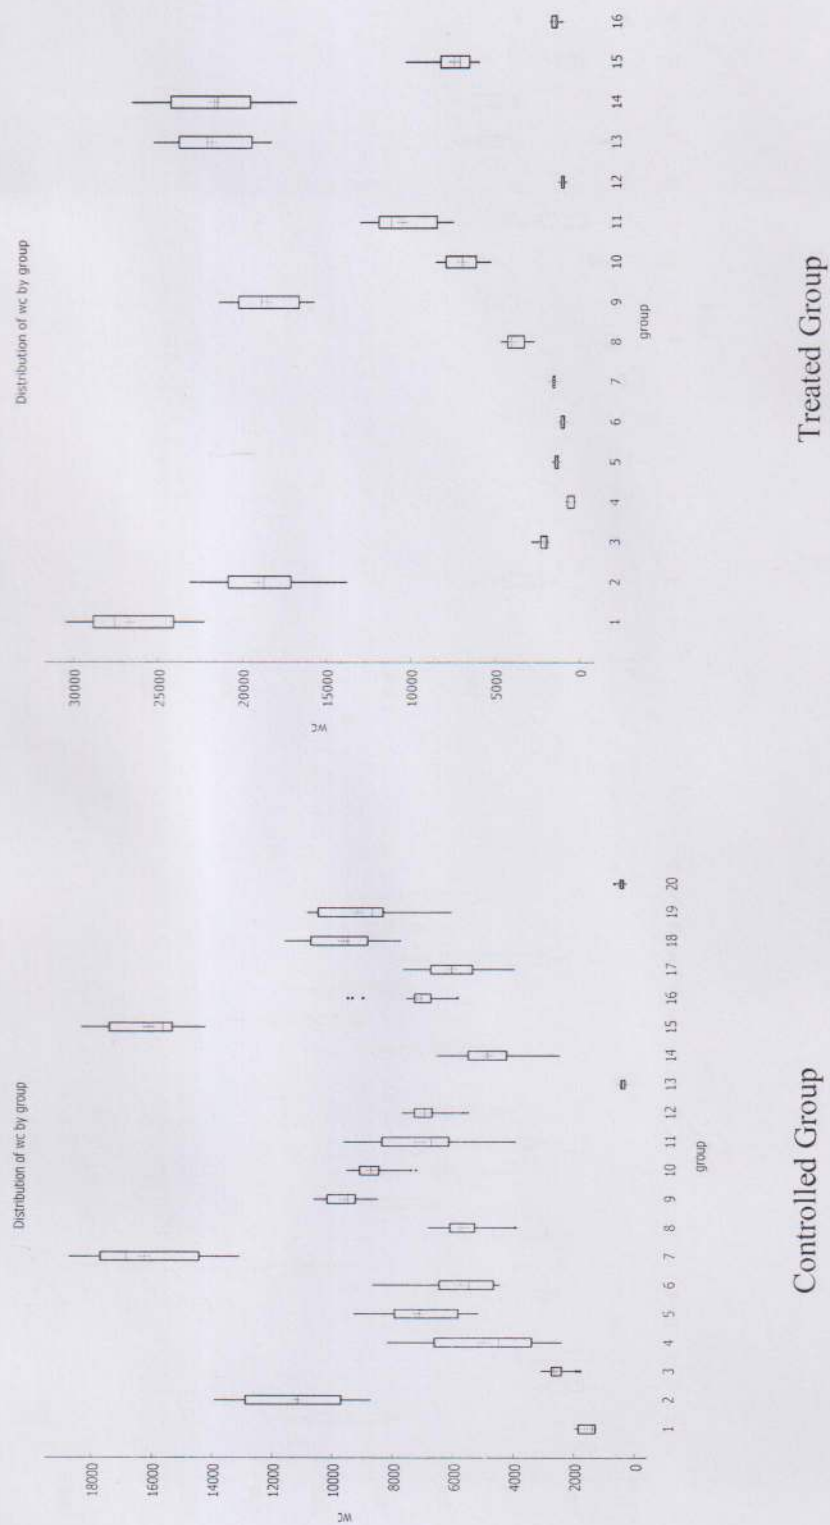 Distribution of wc by group
18000
16000
14000
12000
10000
8000
6000
4000
2000
0
wc
1 2 3 4 5 6 7 8 9 10 11 12 13 14 15 16 17 18 19 20
group
Controlled Group
Distribution of wc by group
30000
25000
20000
15000
10000
5000
0
wc
1 2 3 4 5 6 7 8 9 10 11 12 13 14 15 16
group
Treated Group